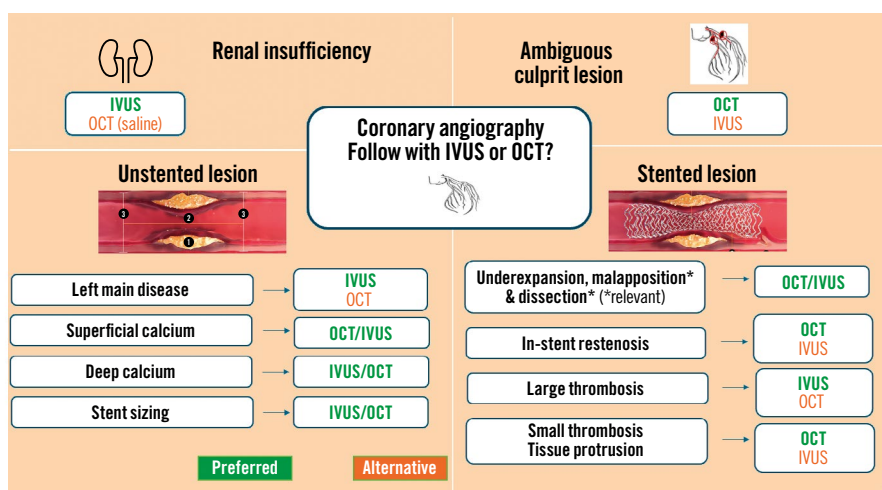 Renal insufficiency
IVUS
OCT (saline)
Ambiguous
culprit lesion
OCT
IVUS
Coronary angiography
Follow with IVUS or OCT?
Unstented lesion
3
2
3
1
Left main disease
IVUS
OCT
Superficial calcium
OCT/IVUS
Deep calcium
IVUS/OCT
Stent sizing
IVUS/OCT
Stented lesion
Underexpansion, malapposition*
& dissection* (*relevant)
OCT/IVUS
In-stent restenosis
OCT
IVUS
Large thrombosis
IVUS
OCT
Small thrombosis
Tissue protrusion
OCT
IVUS
Preferred
Alternative